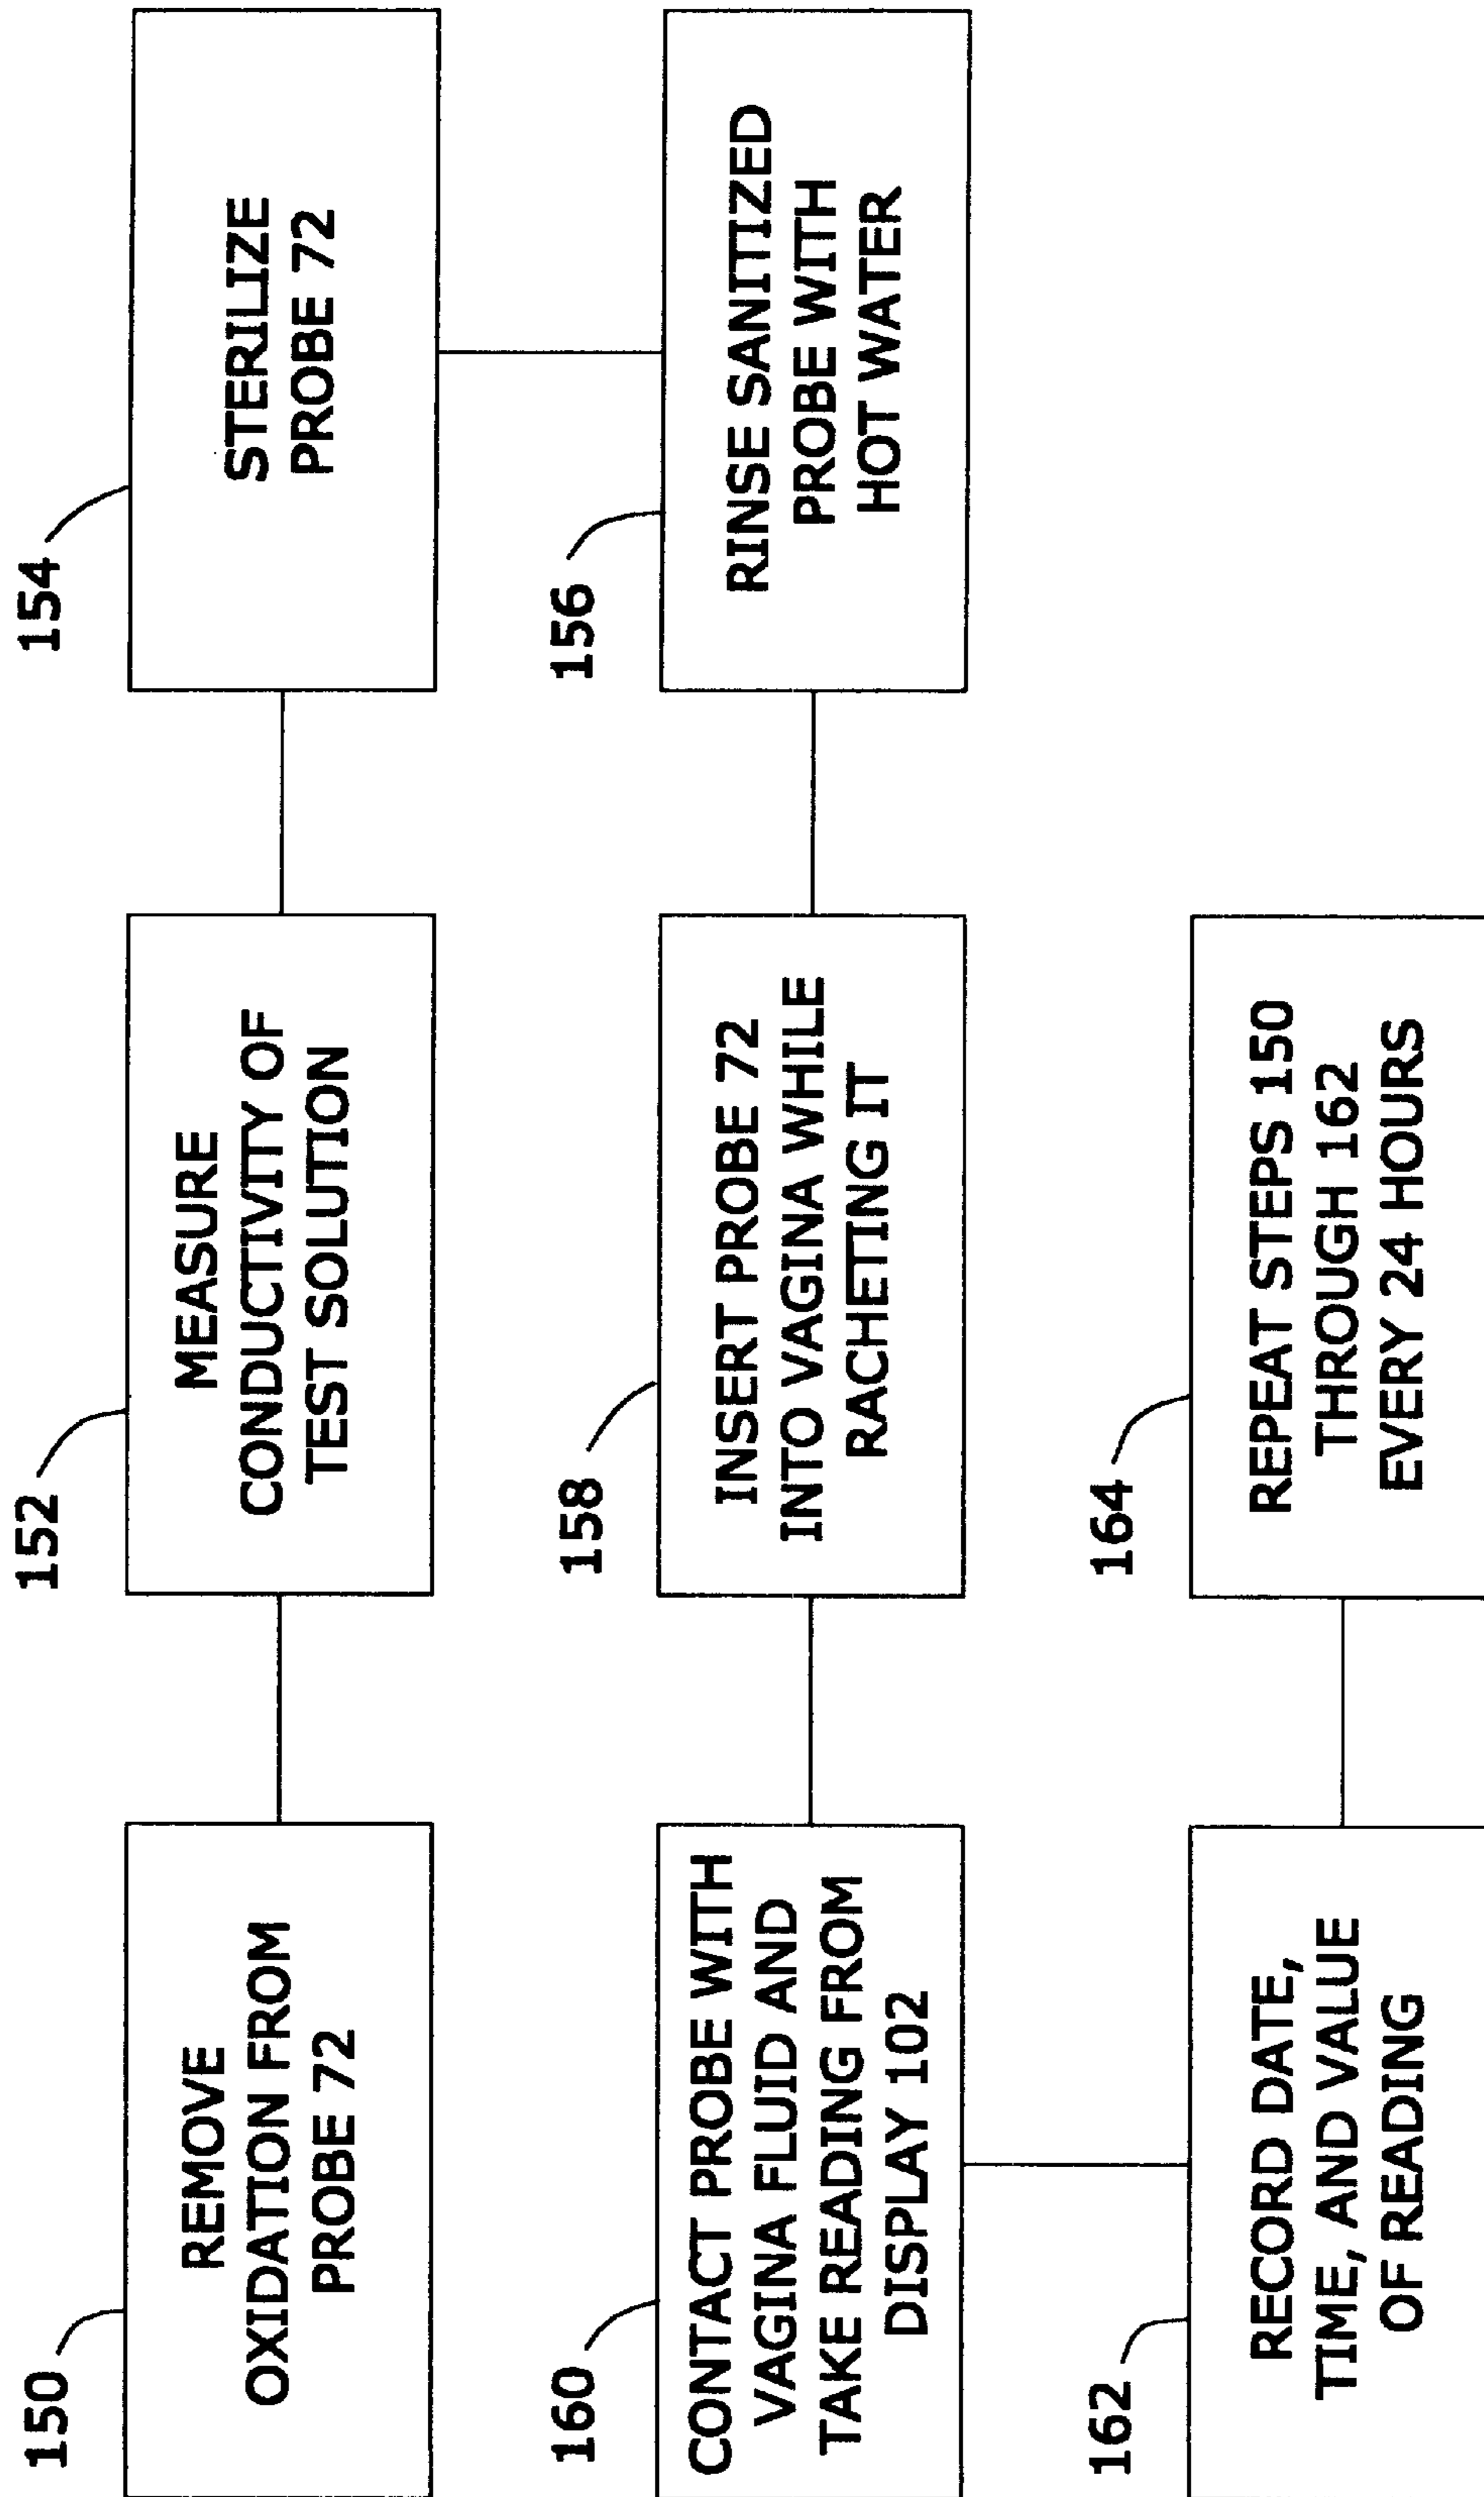 150
REMOVE
OXIDATION FROM
PROBE 72
152
MEASURE
CONDUCTIVITY OF
TEST SOLUTION
154
STERILIZE
PROBE 72
156
RINSE SANITIZED
PROBE WITH
HOT WATER
158
INSERT PROBE 72
INTO VAGINA WHILE
RACHETING IT
160
CONTACT PROBE WITH
VAGINA FLUID AND
TAKE READING FROM
DISPLAY 102
162
RECORD DATE,
TIME, AND VALUE
OF READING
164
REPEAT STEPS 150
THROUGH 162
EVERY 24 HOURS